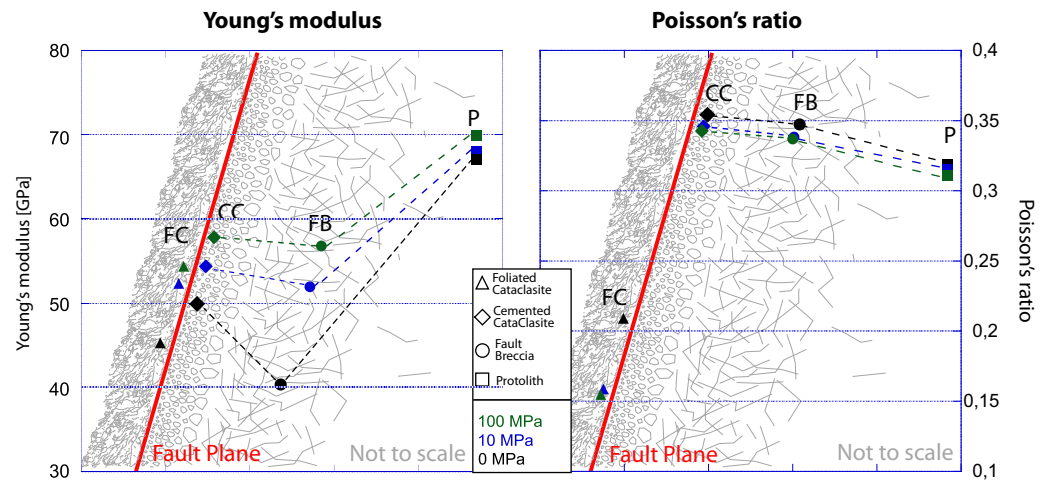 Young's modulus
Poisson's ratio
80
70
60
50
40
30
Young's modulus [GPa]
FC
CC
FB
P
Fault Plane
Not to scale
Foliated
Cataclasite
Cemented
CataClasite
Fault
Breccia
Protolith
100 MPa
10 MPa
0 MPa
CC
FB
P
FC
Fault Plane
Not to scale
0,4
0,35
0,3
0,25
0,2
0,15
0,1
Poisson's ratio